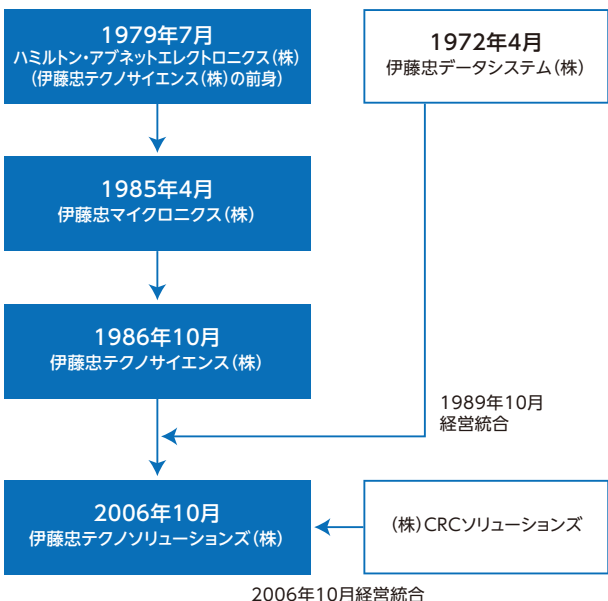 1979年7月
ハミルトン・アブネットエレクトロニクス(株)
(伊藤忠テクノサイエンス(株)の前身)
1972年4月
伊藤忠データシステム(株)
1985年4月
伊藤忠マイクロニクス(株)
1986年10月
伊藤忠テクノサイエンス(株)
1989年10月
経営統合
2006年10月
伊藤忠テクノソリューションズ(株)
(株)CRCソリューションズ
2006年10月経営統合